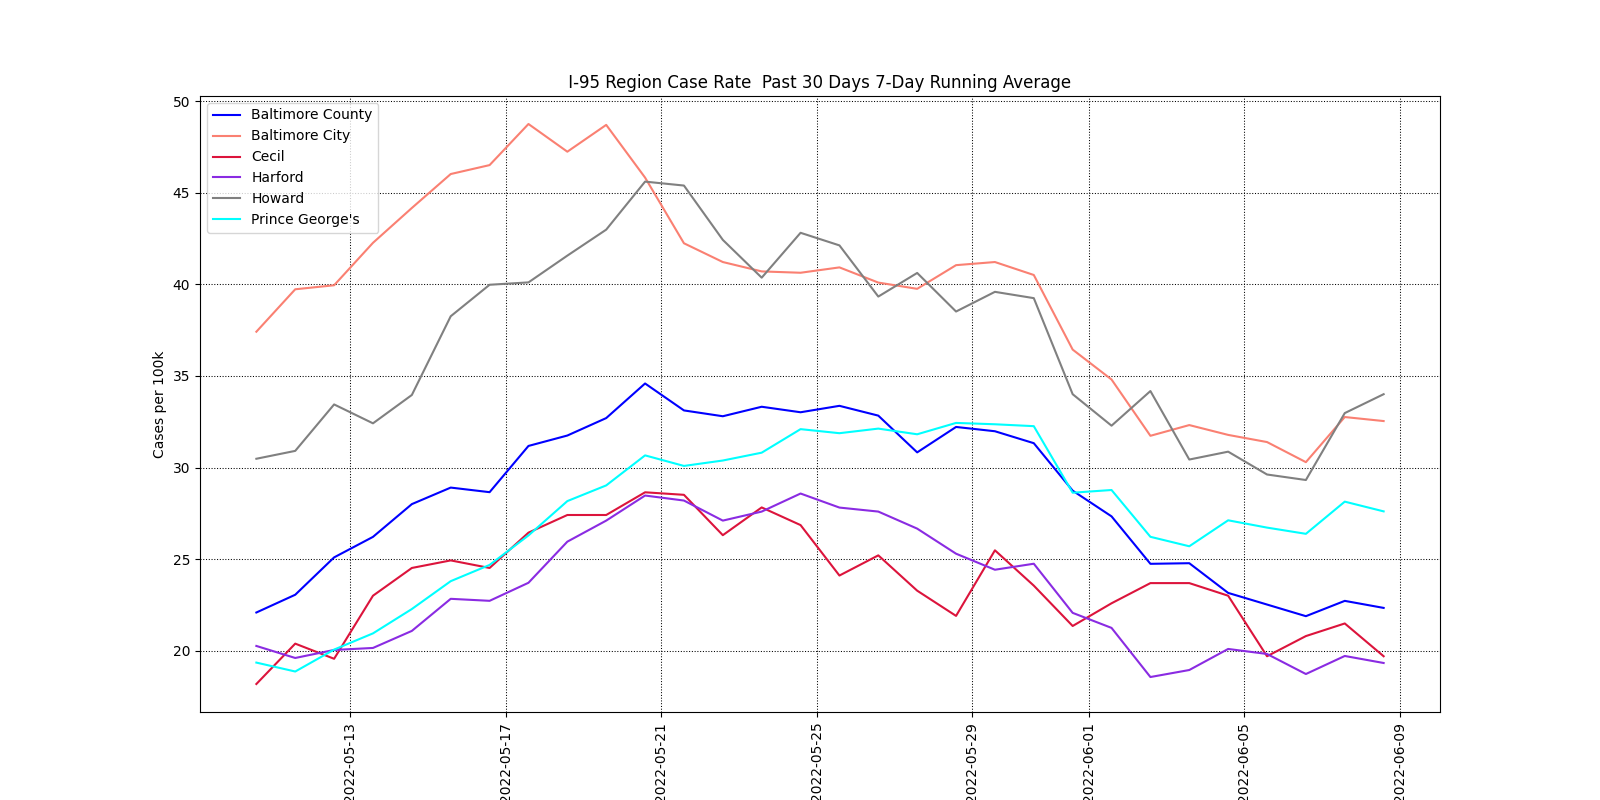 I-95 Region Case Rate  Past 30 Days 7-Day Running Average
Cases per 100k
50
45
40
35
30
25
20
Baltimore County
Baltimore City
Cecil
Harford
Howard
Prince George's
2022-05-13
2022-05-17
2022-05-21
2022-05-25
2022-05-29
2022-06-01
2022-06-05
2022-06-09